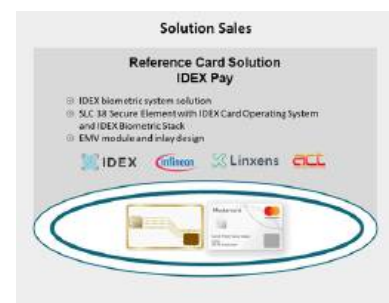 Solution Sales
Reference Card Solution
IDEX Pay
IDEX biometric system solution
SLC 38 Secure Element with IDEX Card Operating System
and IDEX Biometric Stack
EMV module and inlay design
IDEX infineon Linxens act
Mastercard